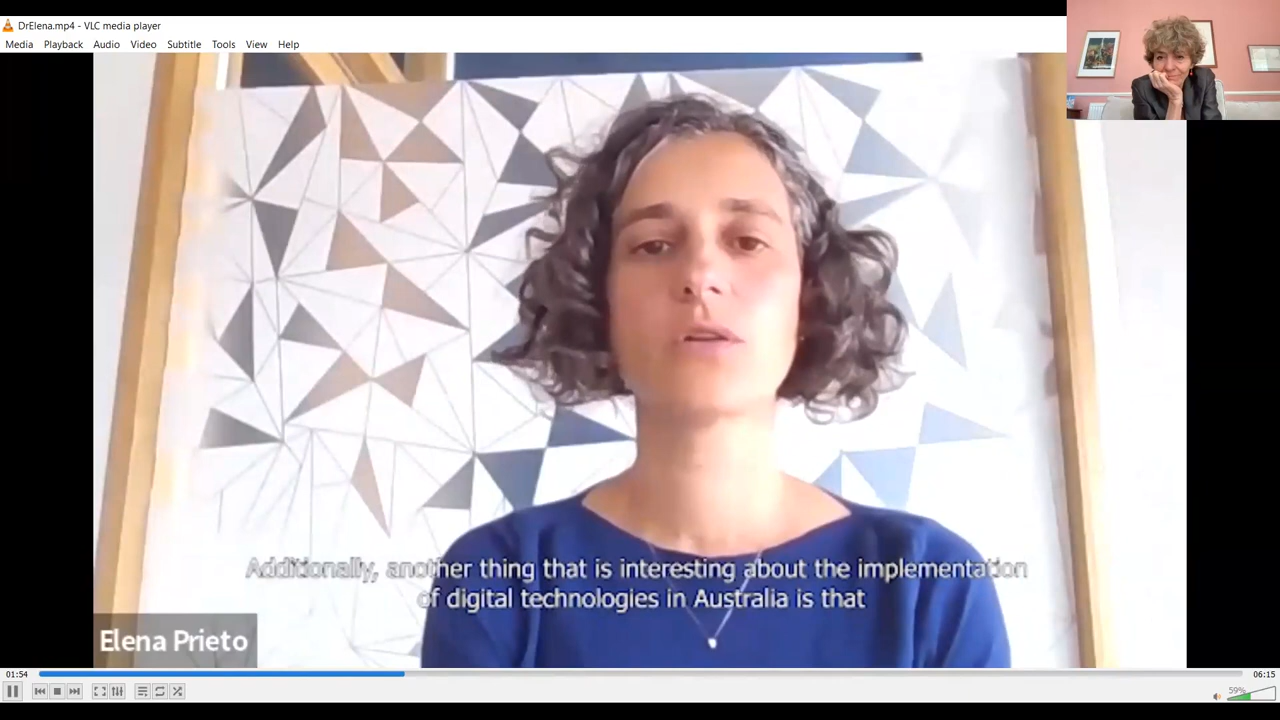 DrElena.mp4 - VLC media player
Media Playback Audio Video Subtitle Tools View Help
Additionally, another thing that is interesting about the implementation
of digital technologies in Australia is that
Elena Prieto
01:54
06:15
59%